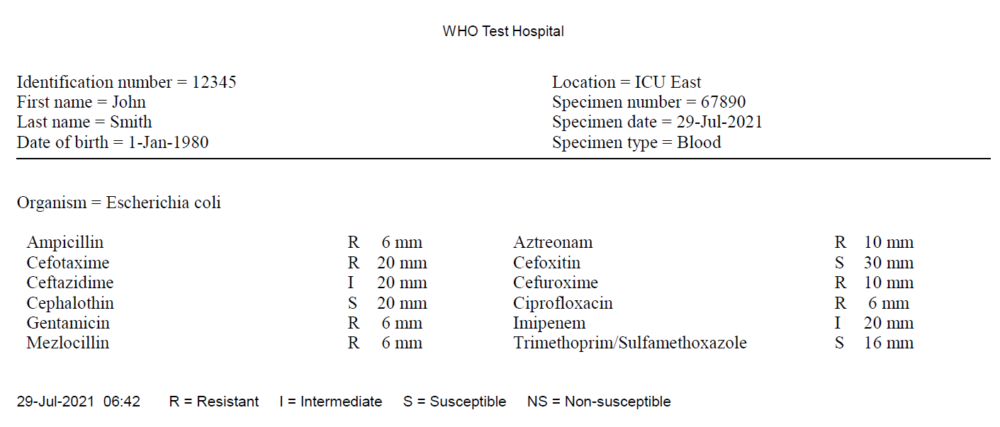 WHO Test Hospital
Identification number = 12345 Location = ICU East
First name = John Specimen number = 67890
Last name = Smith Specimen date = 29-Jul-2021
Date of birth = 1-Jan-1980 Specimen type = Blood
Organism = Escherichia coli
Ampicillin R 6 mm Aztreonam R 10 mm
Cefotaxime R 20 mm Cefoxitin S 30 mm
Ceftazidime I 20 mm Cefuroxime R 10 mm
Cephalothin S 20 mm Ciprofloxacin R 6 mm
Gentamicin R 6 mm Imipenem I 20 mm
Mezlocillin R 6 mm Trimethoprim/Sulfamethoxazole S 16 mm
29-Jul-2021 06:42 R = Resistant I = Intermediate S = Susceptible NS = Non-susceptible